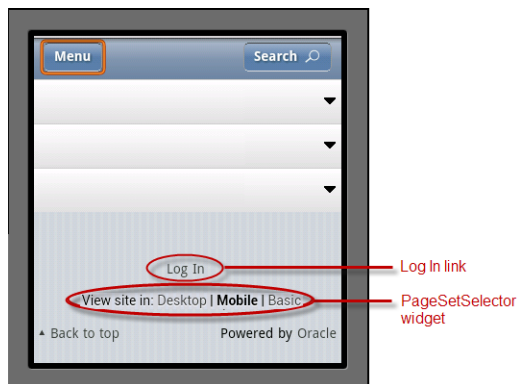 Menu Search
Log In
Log In link
View site in: Desktop | Mobile | Basic
PageSetSelector
widget
▲ Back to top Powered by Oracle